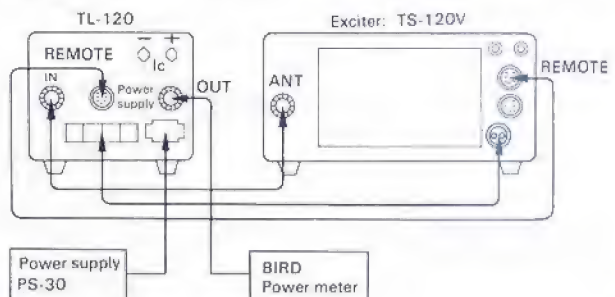 TL-120
Exciter: TS-120V
REMOTE
− +
Ic
IN
Power
supply
OUT
ANT
REMOTE
Power supply
PS-30
BIRD
Power meter